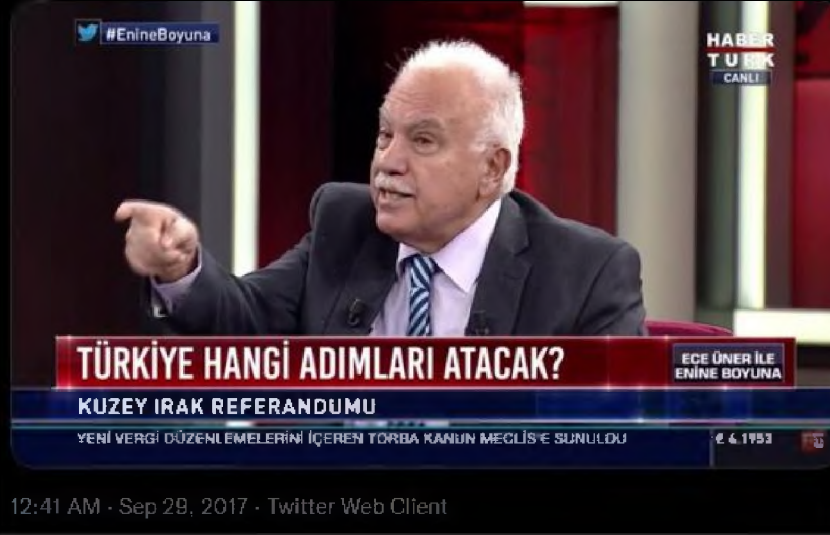 #EnineBoyuna
HABER
TURK
CANLI
TÜRKİYE HANGİ ADIMLARI ATACAK?
ECE ÜNER İLE
ENİNE BOYUNA
KUZEY IRAK REFERANDUMU
YENİ VERGİ DÜZENLEMELERİNİ İÇEREN TORBA KANUN MECLİS'E SUNULDU
€ 4.1953
12:41 AM · Sep 29, 2017 · Twitter Web Client